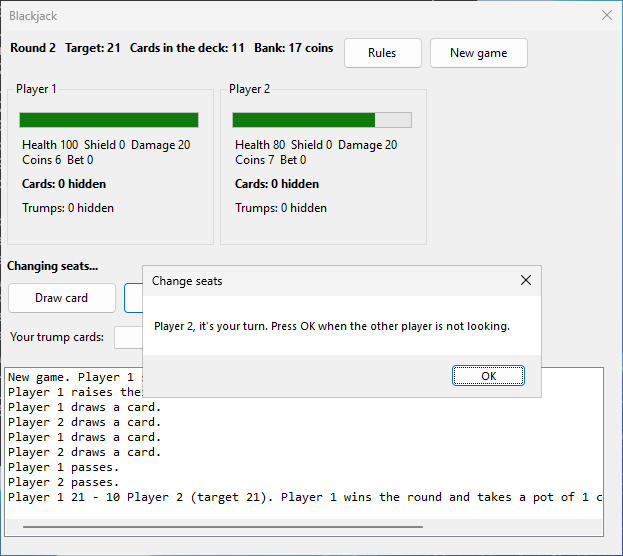 Blackjack
Round 2 Target: 21 Cards in the deck: 11 Bank: 17 coins Rules New game
Player 1 Player 2
Health 100 Shield 0 Damage 20 Health 80 Shield 0 Damage 20
Coins 6 Bet 0 Coins 7 Bet 0
Cards: 0 hidden Cards: 0 hidden
Trumps: 0 hidden Trumps: 0 hidden
Changing seats...
Draw card
Your trump cards:
Change seats
Player 2, it's your turn. Press OK when the other player is not looking.
OK
New game. Player 1
Player 1 raises the
Player 1 draws a card.
Player 2 draws a card.
Player 1 draws a card.
Player 2 draws a card.
Player 1 passes.
Player 2 passes.
Player 1 21 - 10 Player 2 (target 21). Player 1 wins the round and takes a pot of 1 c